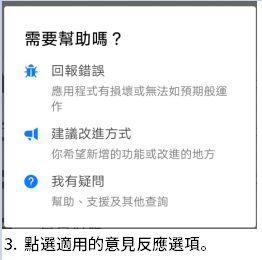 需要幫助嗎？
回報錯誤
應用程式有損壞或無法如預期般運
作
建議改進方式
你希望新增的功能或改進的地方
我有疑問
幫助、支援及其他查詢
3. 點選適用的意見反應選項。